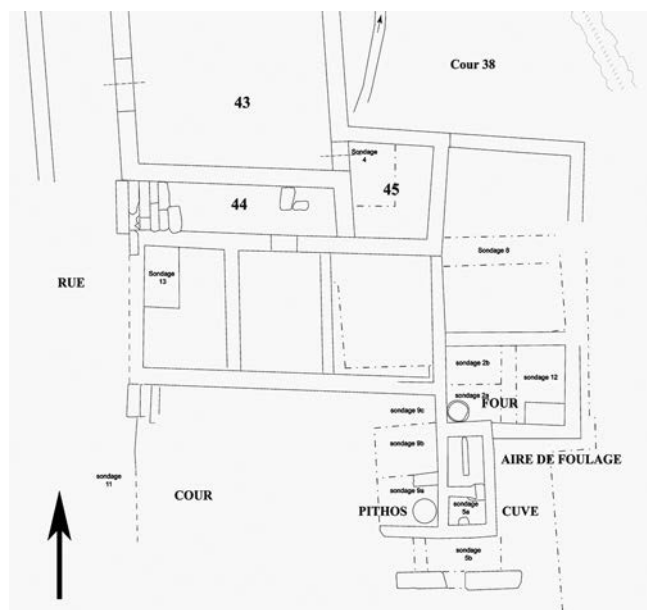 Cour 38
43
Sondage
4
45
44
Sondage 8
RUE
Sondage
13
sondage 2b
sondage 12
sondage 2a
FOUR
sondage 9c
sondage 9b
AIRE DE FOULAGE
sondage
11
COUR
sondage 9a
PITHOS
sondage
5a
CUVE
sondage
5b